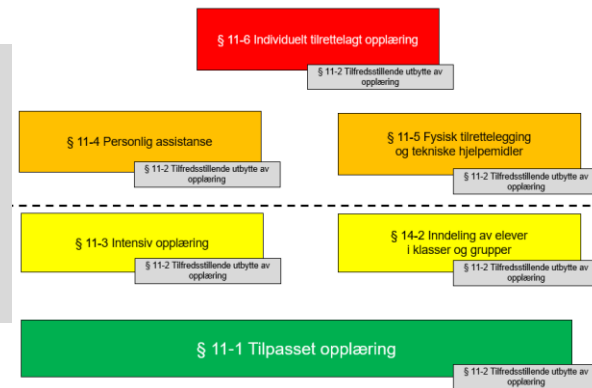 § 11-6 Individuelt tilrettelagt opplæring
§ 11-2 Tilfredsstillende utbytte av
opplæring
§ 11-4 Personlig assistanse
§ 11-2 Tilfredsstillende utbytte av
opplæring
§ 11-5 Fysisk tilrettelegging
og tekniske hjelpemidler
§ 11-2 Tilfredsstillende utbytte av
opplæring
§ 11-3 Intensiv opplæring
§ 11-2 Tilfredsstillende utbytte av
opplæring
§ 14-2 Inndeling av elever
i klasser og grupper
§ 11-2 Tilfredsstillende utbytte av
opplæring
§ 11-1 Tilpasset opplæring
§ 11-2 Tilfredsstillende utbytte av
opplæring